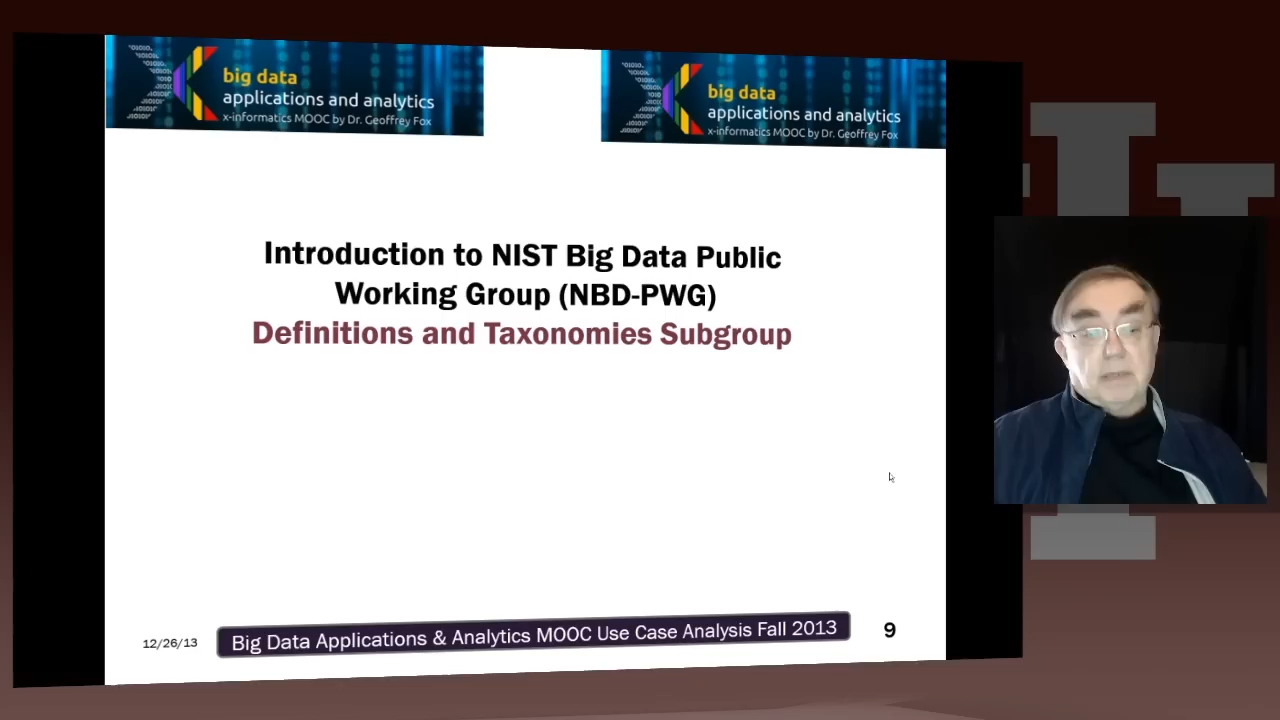 big data
applications and analytics
x-informatics MOOC by Dr. Geoffrey Fox
big data
applications and analytics
x-informatics MOOC by Dr. Geoffrey Fox
Introduction to NIST Big Data Public
Working Group (NBD-PWG)
Definitions and Taxonomies Subgroup
12/26/13
Big Data Applications & Analytics MOOC Use Case Analysis Fall 2013
9